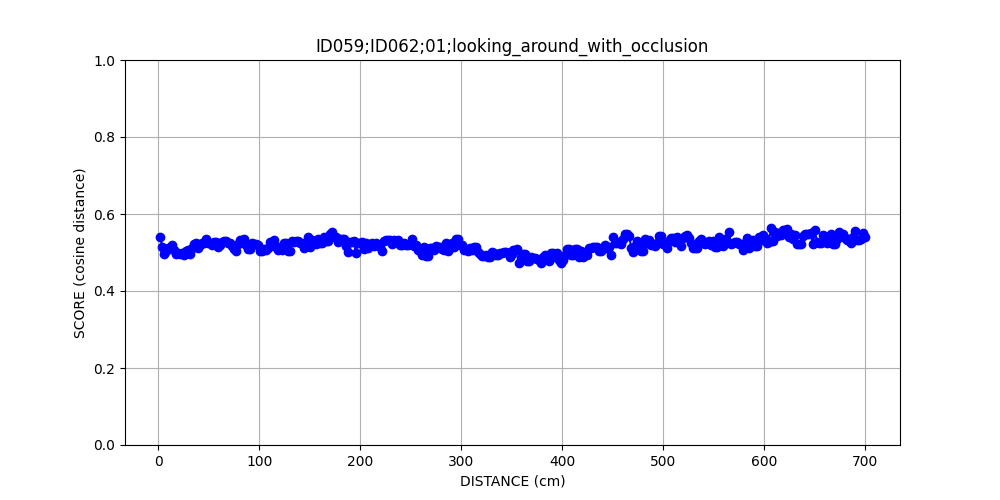 ID059;ID062;01;looking_around_with_occlusion
1.0
0.8
0.6
0.4
0.2
0.0
SCORE (cosine distance)
0 100 200 300 400 500 600 700
DISTANCE (cm)